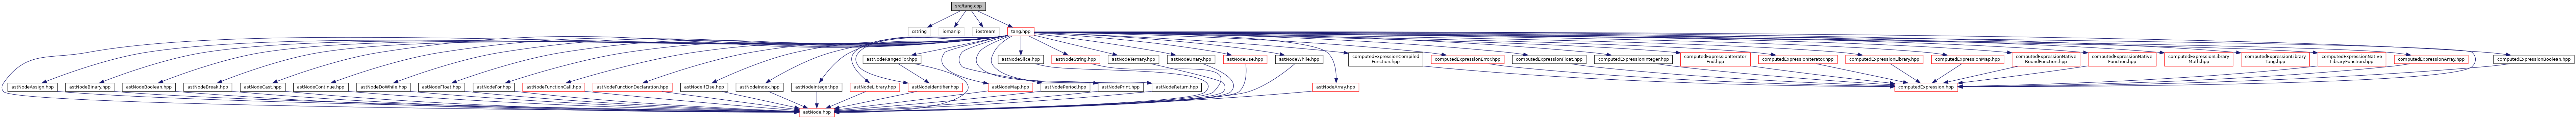 src/tang.cpp
cstring
iomanip
iostream
tang.hpp
astNodeRangedFor.hpp
astNodeSlice.hpp
astNodeString.hpp
astNodeTernary.hpp
astNodeUnary.hpp
astNodeUse.hpp
astNodeWhile.hpp
computedExpressionCompiled
Function.hpp
computedExpressionError.hpp
computedExpressionFloat.hpp
computedExpressionInteger.hpp
computedExpressionIterator
End.hpp
computedExpressionIterator.hpp
computedExpressionLibrary.hpp
computedExpressionMap.hpp
computedExpressionNative
BoundFunction.hpp
computedExpressionNative
Function.hpp
computedExpressionLibrary
Math.hpp
computedExpressionLibrary
Tang.hpp
computedExpressionNative
LibraryFunction.hpp
computedExpressionArray.hpp
computedExpressionBoolean.hpp
astNodeAssign.hpp
astNodeBinary.hpp
astNodeBoolean.hpp
astNodeBreak.hpp
astNodeCast.hpp
astNodeContinue.hpp
astNodeDoWhile.hpp
astNodeFloat.hpp
astNodeFor.hpp
astNodeFunctionCall.hpp
astNodeFunctionDeclaration.hpp
astNodeIfElse.hpp
astNodeIndex.hpp
astNodeInteger.hpp
astNodeLibrary.hpp
astNodeIdentifier.hpp
astNodeMap.hpp
astNodePeriod.hpp
astNodePrint.hpp
astNodeReturn.hpp
astNodeArray.hpp
computedExpression.hpp
astNode.hpp